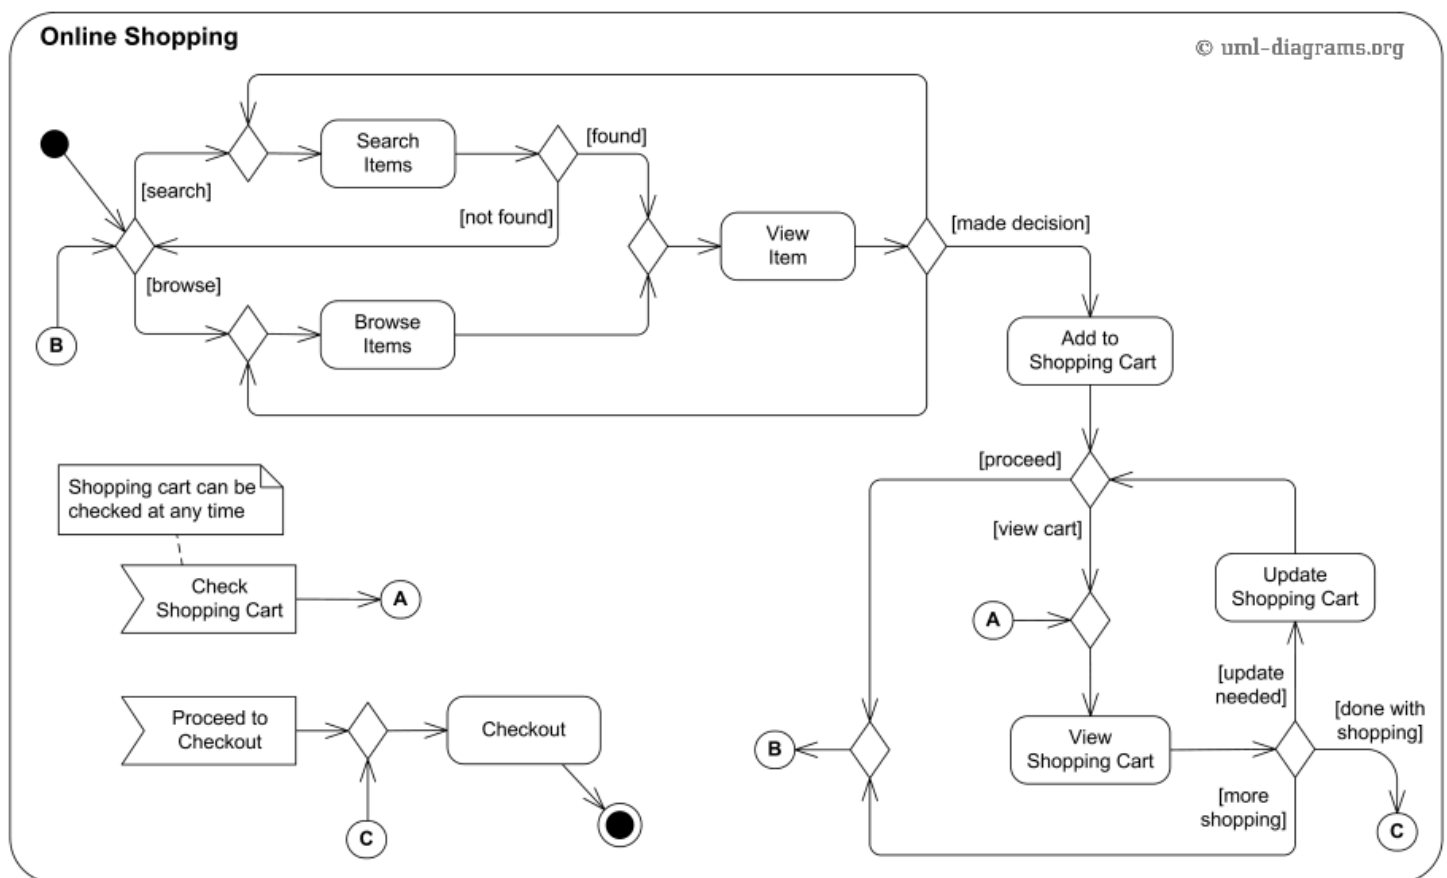 Online Shopping
© uml-diagrams.org
[search]
Search
Items
[found]
[not found]
[browse]
Browse
Items
View
Item
[made decision]
B
Add to
Shopping Cart
[proceed]
[view cart]
Shopping cart can be
checked at any time
Check
Shopping Cart
A
A
Update
Shopping Cart
[update
needed]
[done with
shopping]
Proceed to
Checkout
Checkout
B
View
Shopping Cart
[more
shopping]
C
C